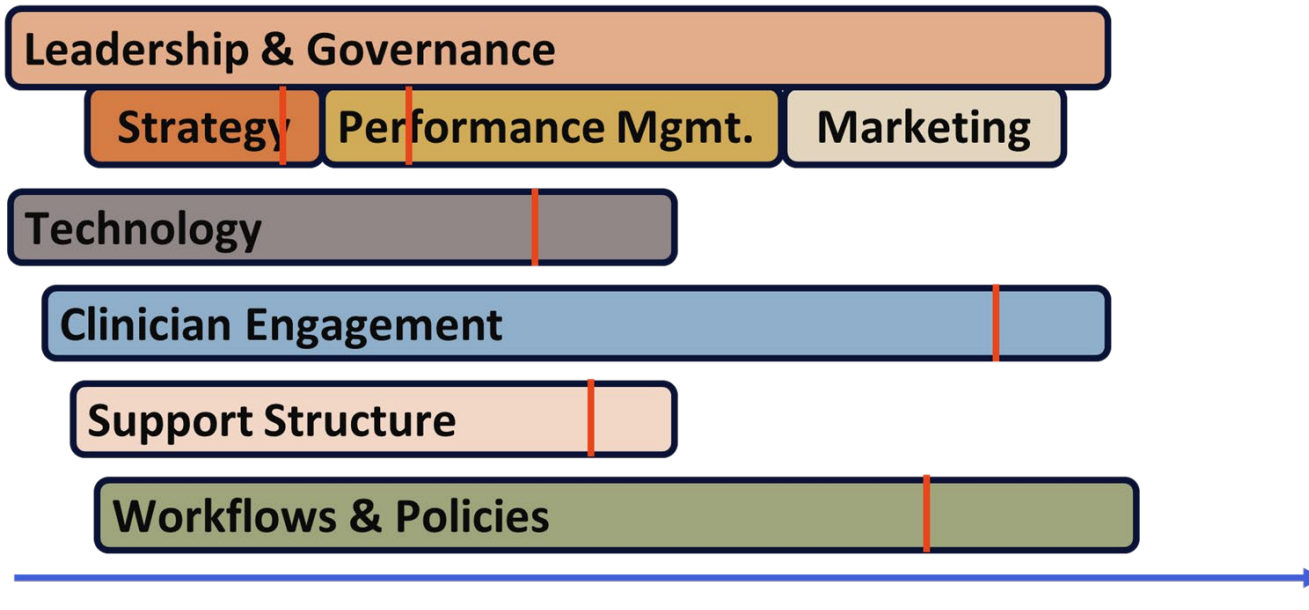 Leadership & Governance
Strategy Performance Mgmt. Marketing
Technology
Clinician Engagement
Support Structure
Workflows & Policies